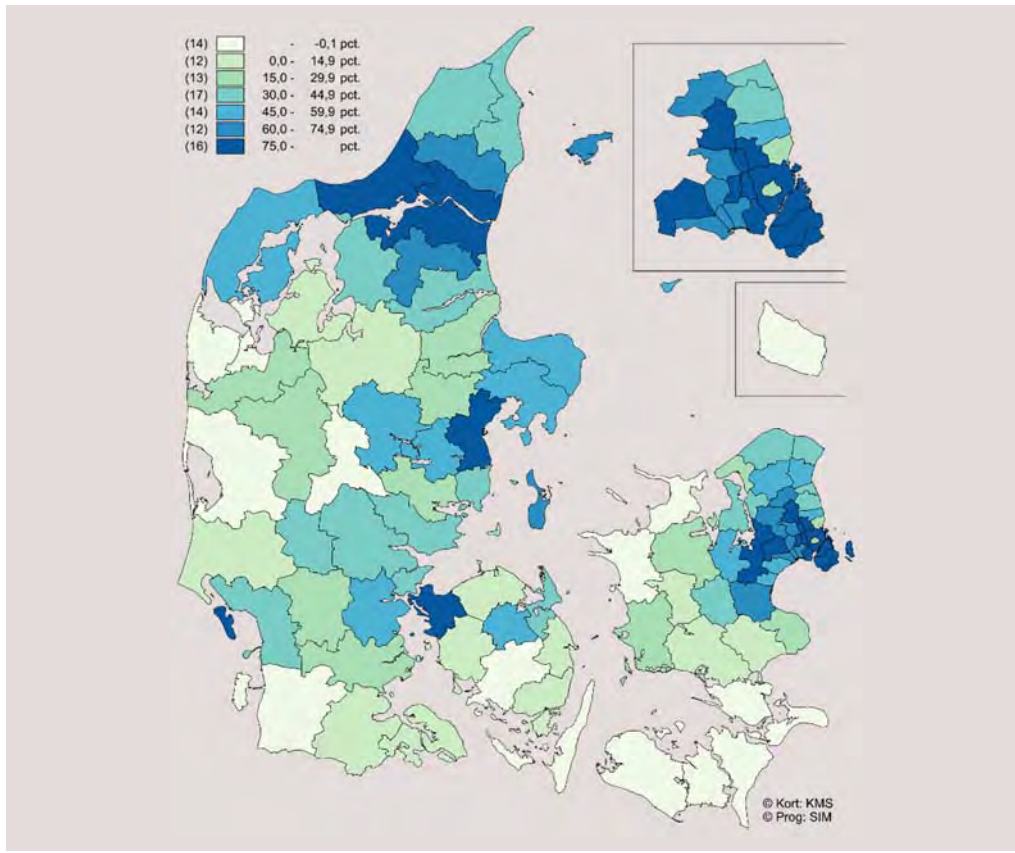 (14) - -0,1 pct.
(12) 0,0 - 14,9 pct.
(13) 15,0 - 29,9 pct.
(17) 30,0 - 44,9 pct.
(14) 45,0 - 59,9 pct.
(12) 60,0 - 74,9 pct.
(16) 75,0 - pct.
© Kort: KMS
© Prog: SIM